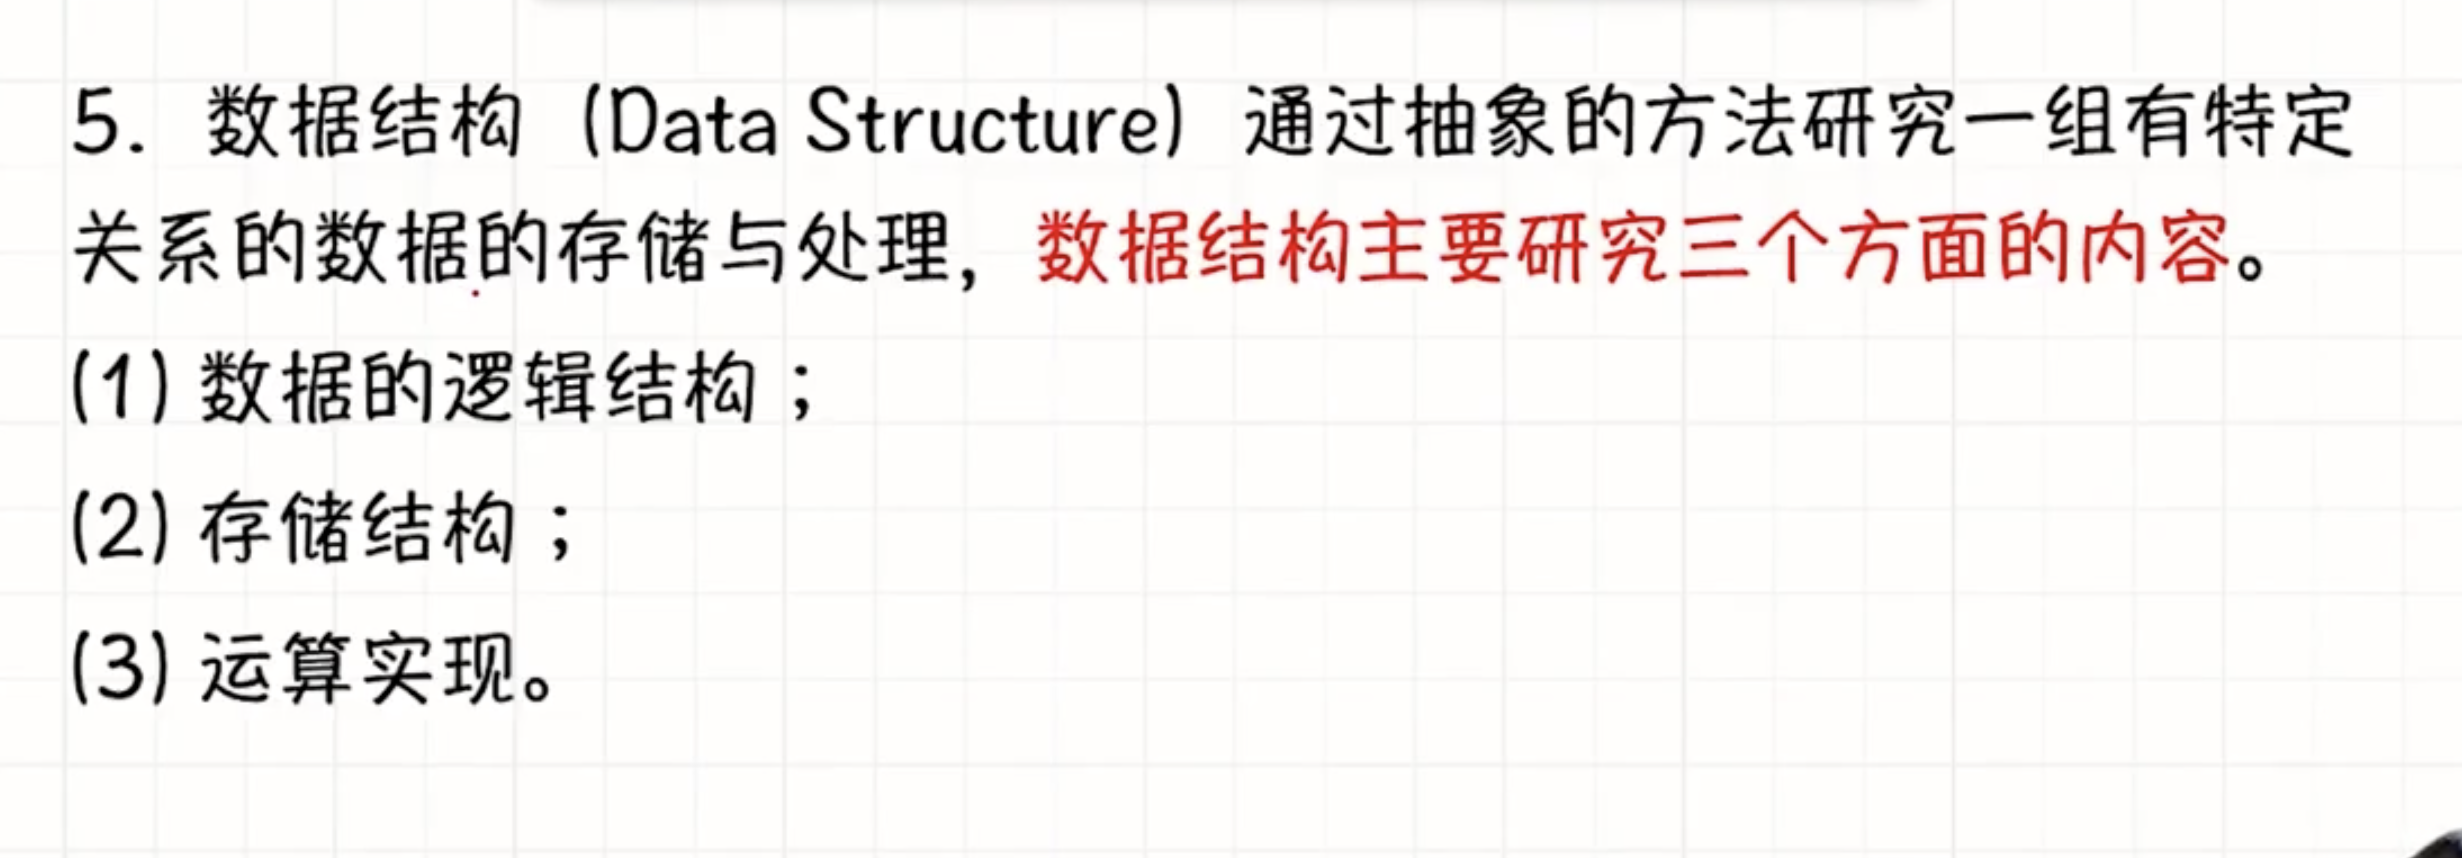 5. 数据结构（Data Structure）通过抽象的方法研究一组有特定
关系的数据的存储与处理，数据结构主要研究三个方面的内容。
(1) 数据的逻辑结构；
(2) 存储结构；
(3) 运算实现。